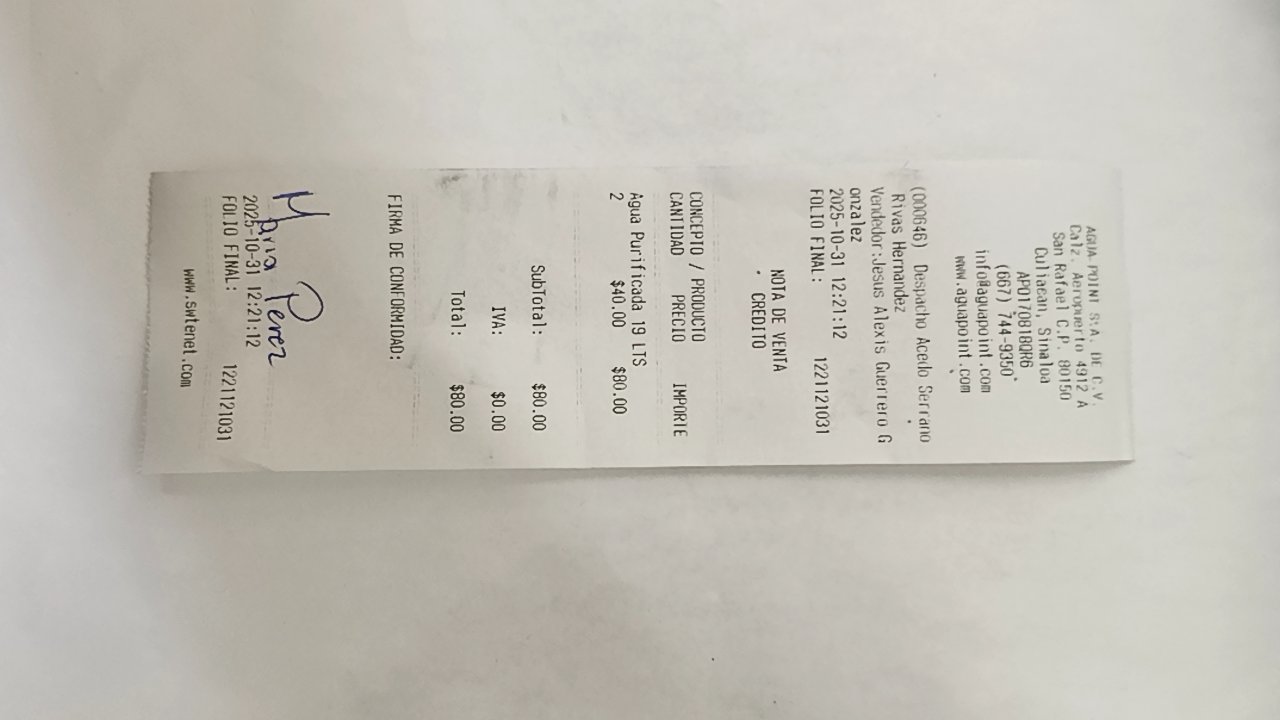 AGUA POINT S.A. DE C.V.
Calz. Aeropuerto 4912 A
San Rafael C.P. 80150
Culiacan, Sinaloa
APO170818QR6
(667) 744-9350
info@aguapoint.com
www.aguapoint.com
(000646) Despacho Acelo Serrano
Rivas Hernandez
Vendedor:Jesus Alexis Guerrero G
onzalez
2025-10-31 12:21:12
FOLIO FINAL: 1221121031
NOTA DE VENTA
CREDITO
CONCEPTO / PRODUCTO
CANTIDAD PRECIO IMPORTE
Agua Purificada 19 LTS
2 $40.00 $80.00
SubTotal: $80.00
IVA: $0.00
Total: $80.00
FIRMA DE CONFORMIDAD:
Maria Perez
2025-10-31 12:21:12
FOLIO FINAL: 1221121031
www.swtenet.com